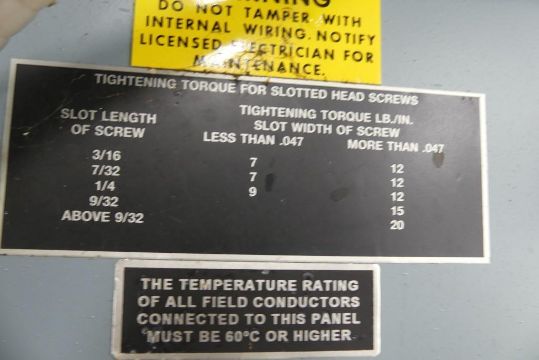 DO NOT TAMPER WITH
INTERNAL WIRING. NOTIFY
LICENSED ELECTRICIAN FOR
MAINTENANCE.
TIGHTENING TORQUE FOR SLOTTED HEAD SCREWS
SLOT LENGTH
OF SCREW
TIGHTENING TORQUE LB./IN.
SLOT WIDTH OF SCREW
LESS THAN .047 MORE THAN .047
3/16 7 12
7/32 7 12
1/4 9 12
9/32 15
ABOVE 9/32 20
THE TEMPERATURE RATING
OF ALL FIELD CONDUCTORS
CONNECTED TO THIS PANEL
MUST BE 60°C OR HIGHER